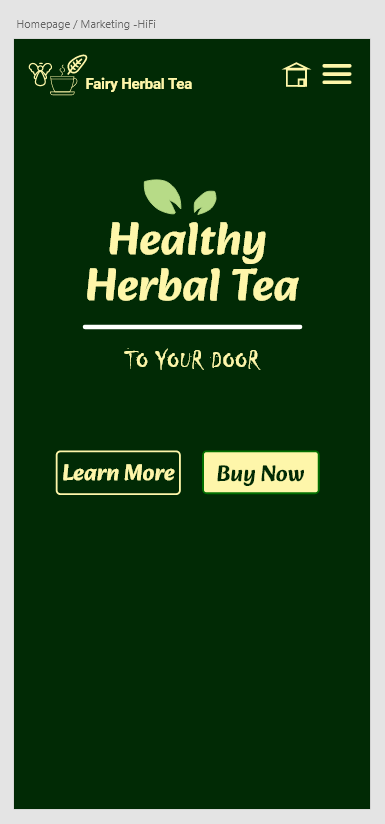 Homepage / Marketing -HiFi
Fairy Herbal Tea
Healthy
Herbal Tea
TO YOUR DOOR
Learn More
Buy Now